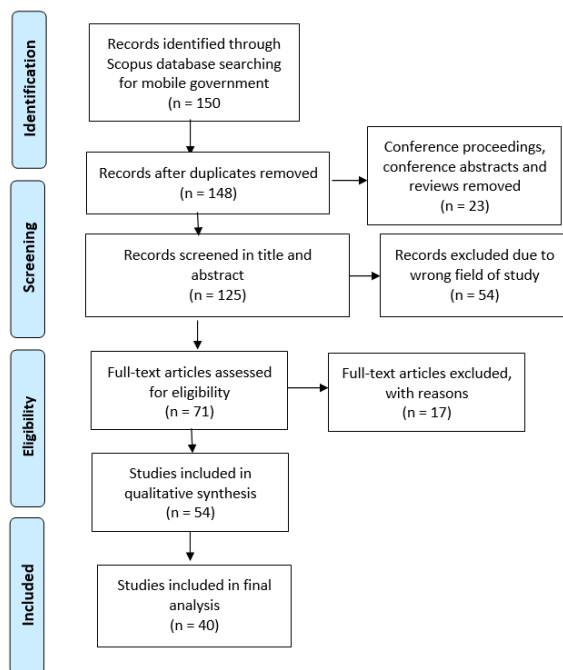 Identification
Records identified through
Scopus database searching
for mobile government
(n = 150
Records after duplicates removed
(n = 148)
Conference proceedings,
conference abstracts and
reviews removed
(n = 23)
Screening
Records screened in title and
abstract
(n = 125)
Records excluded due to
wrong field of study
(n = 54)
Eligibility
Full-text articles assessed
for eligibility
(n = 71)
Full-text articles excluded,
with reasons
(n = 17)
Studies included in
qualitative synthesis
(n = 54)
Included
Studies included in final
analysis
(n = 40)